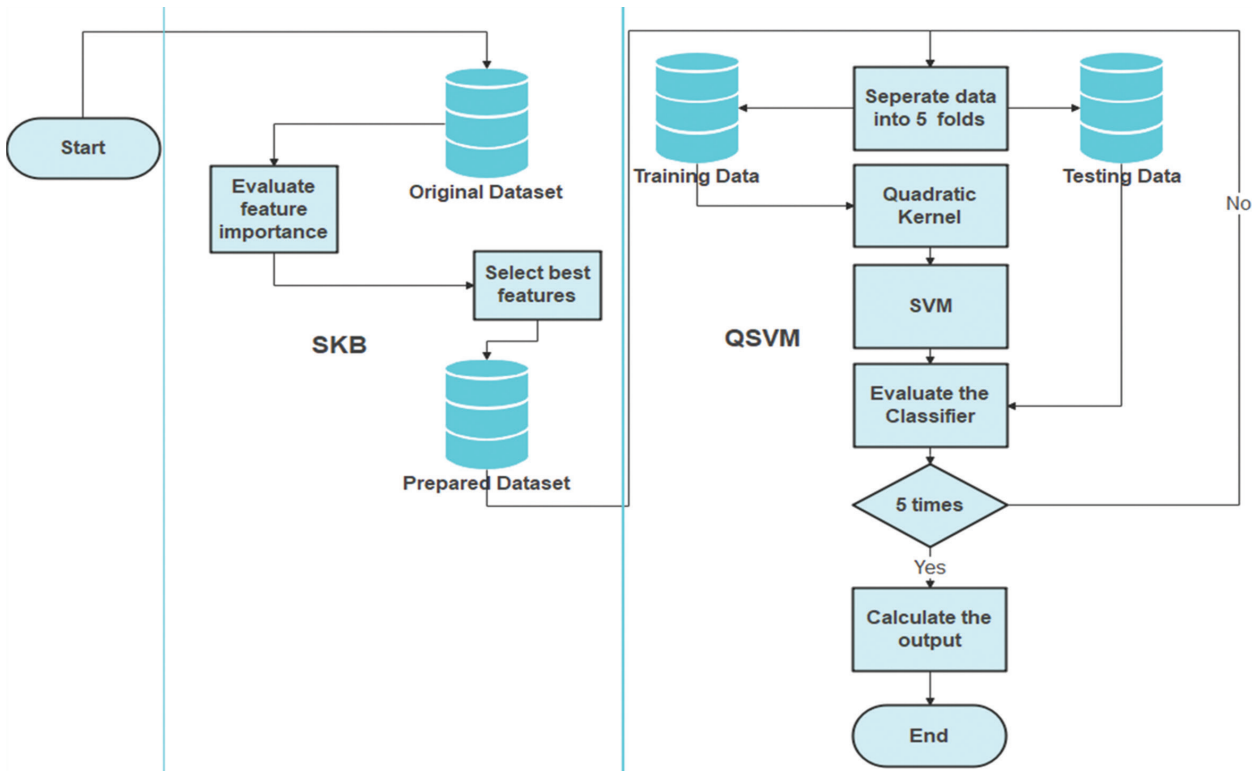 Start
Original Dataset
Evaluate
feature
importance
Select best
features
SKB
Prepared Dataset
Seperate data
into 5 folds
Training Data
Testing Data
Quadratic
Kernel
No
SVM
QSVM
Evaluate the
Classifier
5 times
Yes
Calculate the
output
End